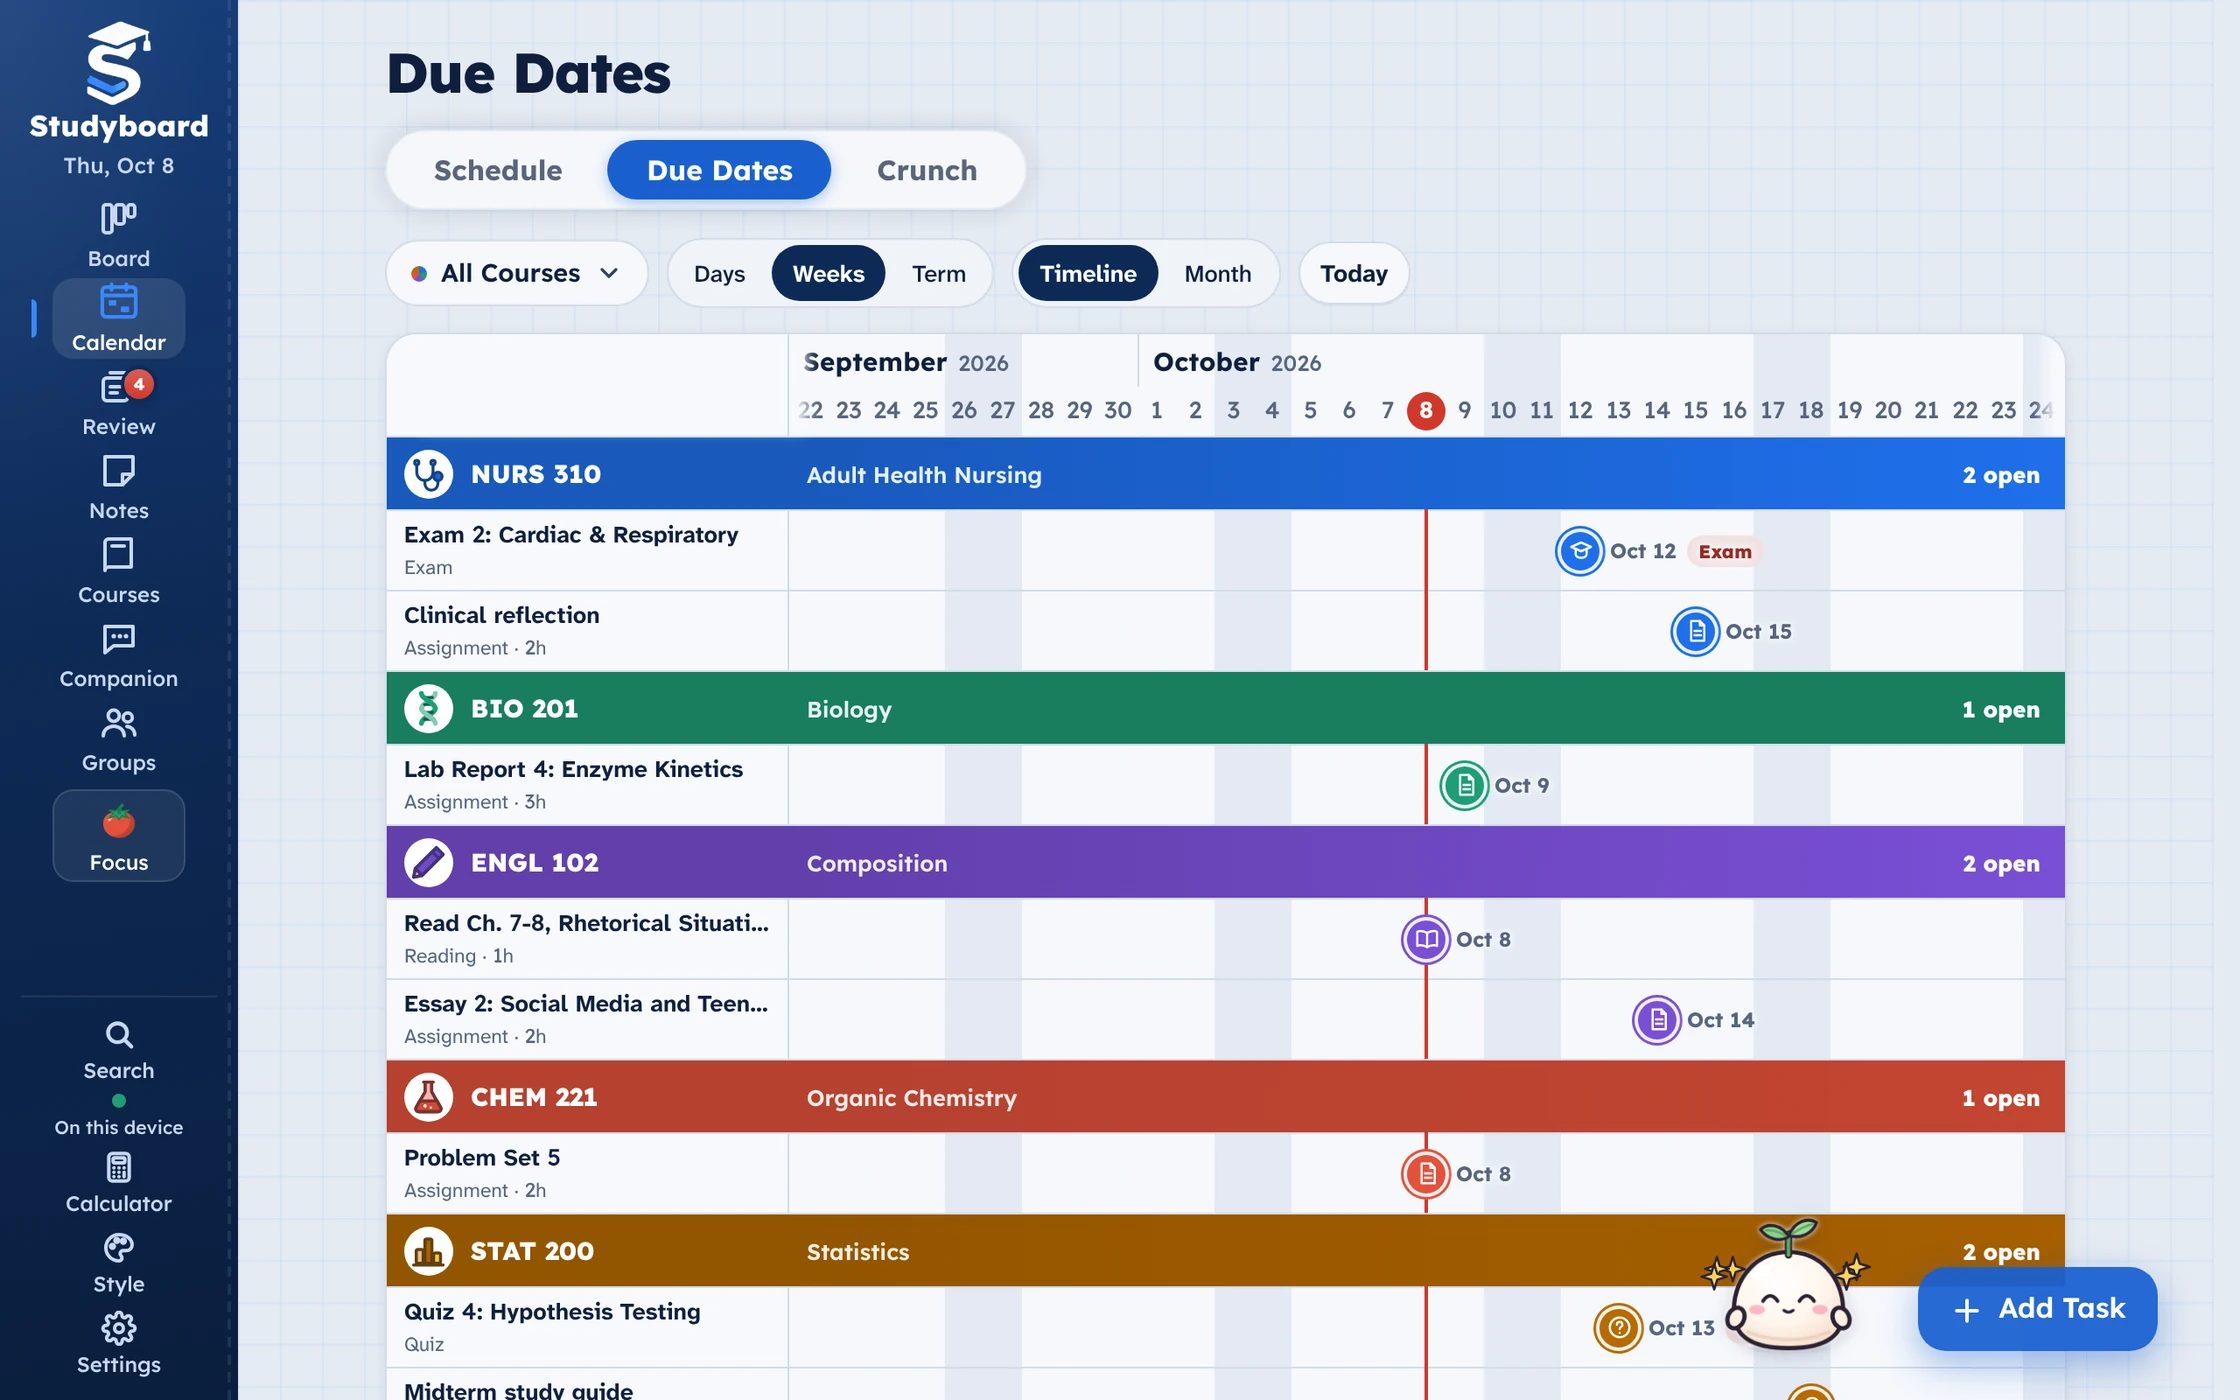 Studyboard
Thu, Oct 8
Board
Calendar
4
Review
Notes
Courses
Companion
Groups
Focus
Search
On this device
Calculator
Style
Settings
Due Dates
Schedule Due Dates Crunch
All Courses Days Weeks Term Timeline Month Today
September 2026 October 2026
22 23 24 25 26 27 28 29 30 1 2 3 4 5 6 7 8 9 10 11 12 13 14 15 16 17 18 19 20 21 22 23 24
NURS 310 Adult Health Nursing 2 open
Exam 2: Cardiac & Respiratory
Exam
Oct 12 Exam
Clinical reflection
Assignment · 2h
Oct 15
BIO 201 Biology 1 open
Lab Report 4: Enzyme Kinetics
Assignment · 3h
Oct 9
ENGL 102 Composition 2 open
Read Ch. 7-8, Rhetorical Situati...
Reading · 1h
Oct 8
Essay 2: Social Media and Teen...
Assignment · 2h
Oct 14
CHEM 221 Organic Chemistry 1 open
Problem Set 5
Assignment · 2h
Oct 8
STAT 200 Statistics 2 open
Quiz 4: Hypothesis Testing
Quiz
Oct 13
Midterm study guide
+ Add Task